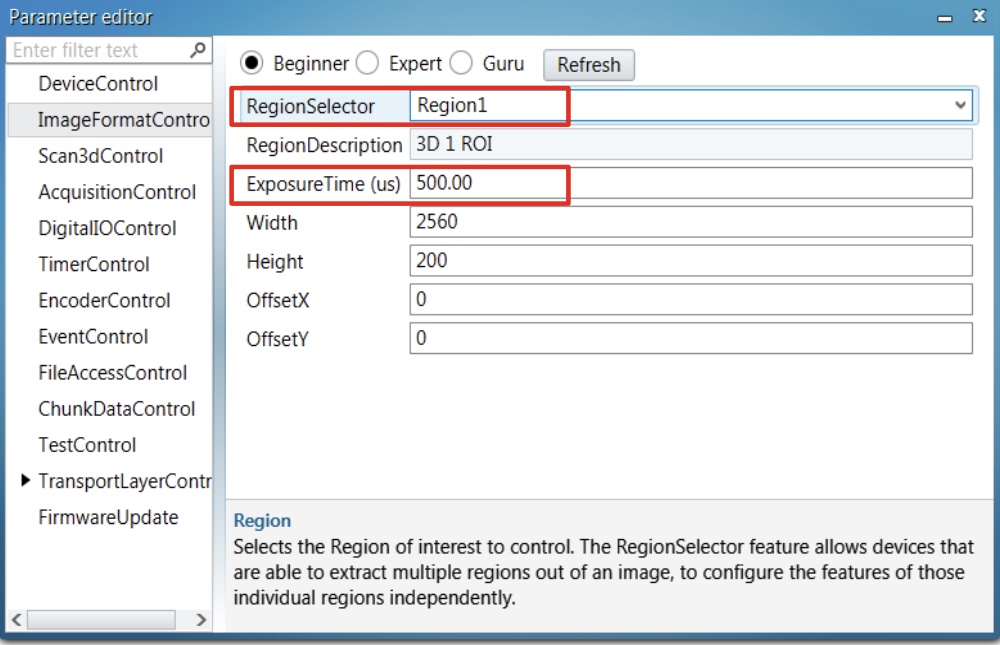 Parameter editor
Enter filter text
DeviceControl
ImageFormatContro
Scan3dControl
AcquisitionControl
DigitalIOControl
TimerControl
EncoderControl
EventControl
FileAccessControl
ChunkDataControl
TestControl
TransportLayerContr
FirmwareUpdate
Beginner Expert Guru Refresh
RegionSelector Region1
RegionDescription 3D 1 ROI
ExposureTime (us) 500.00
Width 2560
Height 200
OffsetX 0
OffsetY 0
Region
Selects the Region of interest to control. The RegionSelector feature allows devices that
are able to extract multiple regions out of an image, to configure the features of those
individual regions independently.